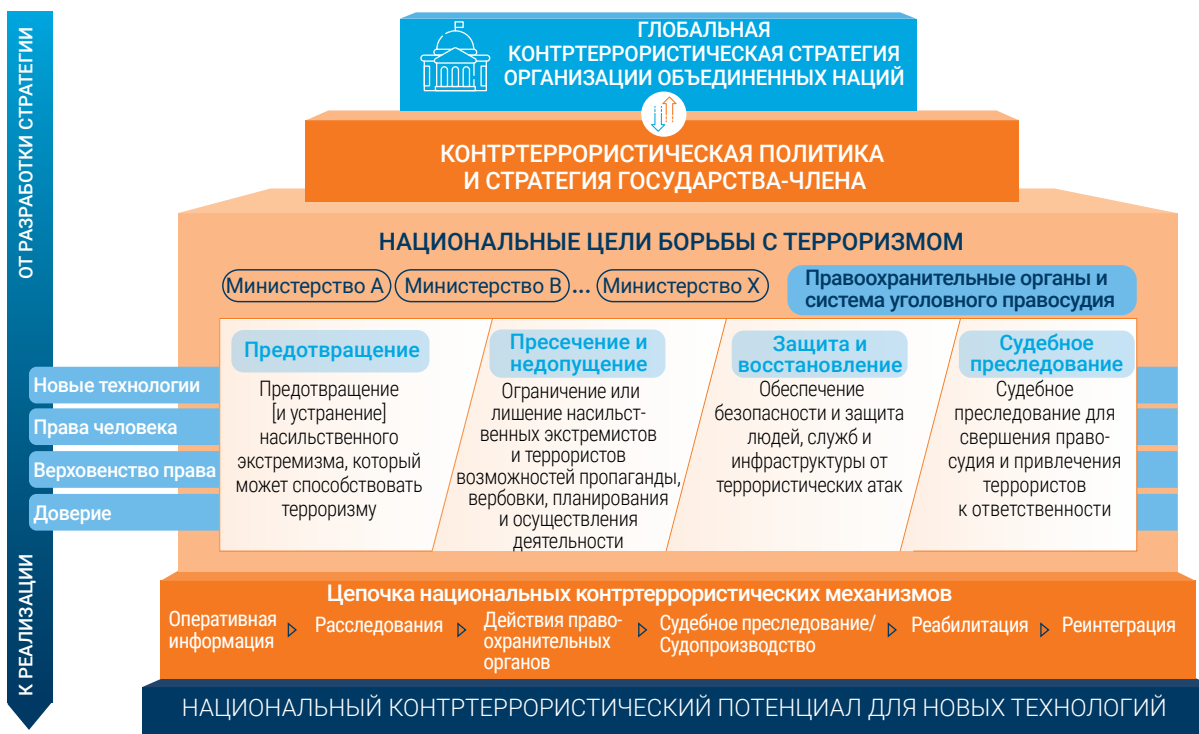 ОТ РАЗРАБОТКИ СТРАТЕГИИ
К РЕАЛИЗАЦИИ
ГЛОБАЛЬНАЯ
КОНТРТЕРРОРИСТИЧЕСКАЯ СТРАТЕГИЯ
ОРГАНИЗАЦИИ ОБЪЕДИНЕННЫХ НАЦИЙ
КОНТРТЕРРОРИСТИЧЕСКАЯ ПОЛИТИКА
И СТРАТЕГИЯ ГОСУДАРСТВА-ЧЛЕНА
НАЦИОНАЛЬНЫЕ ЦЕЛИ БОРЬБЫ С ТЕРРОРИЗМОМ
Министерство А
Министерство В
...
Министерство Х
Правоохранительные органы и
система уголовного правосудия
Новые технологии
Права человека
Верховенство права
Доверие
Предотвращение
Предотвращение
[и устранение]
насильственного
экстремизма, который
может способствовать
терроризму
Пресечение и
недопущение
Ограничение или
лишение насильст-
венных экстремистов
и террористов
возможностей пропаганды,
вербовки, планирования
и осуществления
деятельности
Защита и
восстановление
Обеспечение
безопасности и защита
людей, служб и
инфраструктуры от
террористических атак
Судебное
преследование
Судебное
преследование для
свершения право-
судия и привлечения
террористов
к ответственности
Цепочка национальных контртеррористических механизмов
Оперативная
информация
Расследования
Действия право-
охранительных
органов
Судебное преследование/
Судопроизводство
Реабилитация
Реинтеграция
НАЦИОНАЛЬНЫЙ КОНТРТЕРРОРИСТИЧЕСКИЙ ПОТЕНЦИАЛ ДЛЯ НОВЫХ ТЕХНОЛОГИЙ